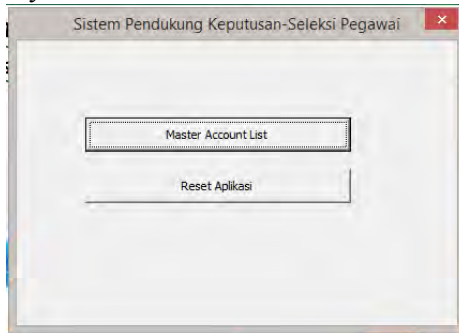 Sistem Pendukung Keputusan-Seleksi Pegawai
Master Account List
Reset Aplikasi